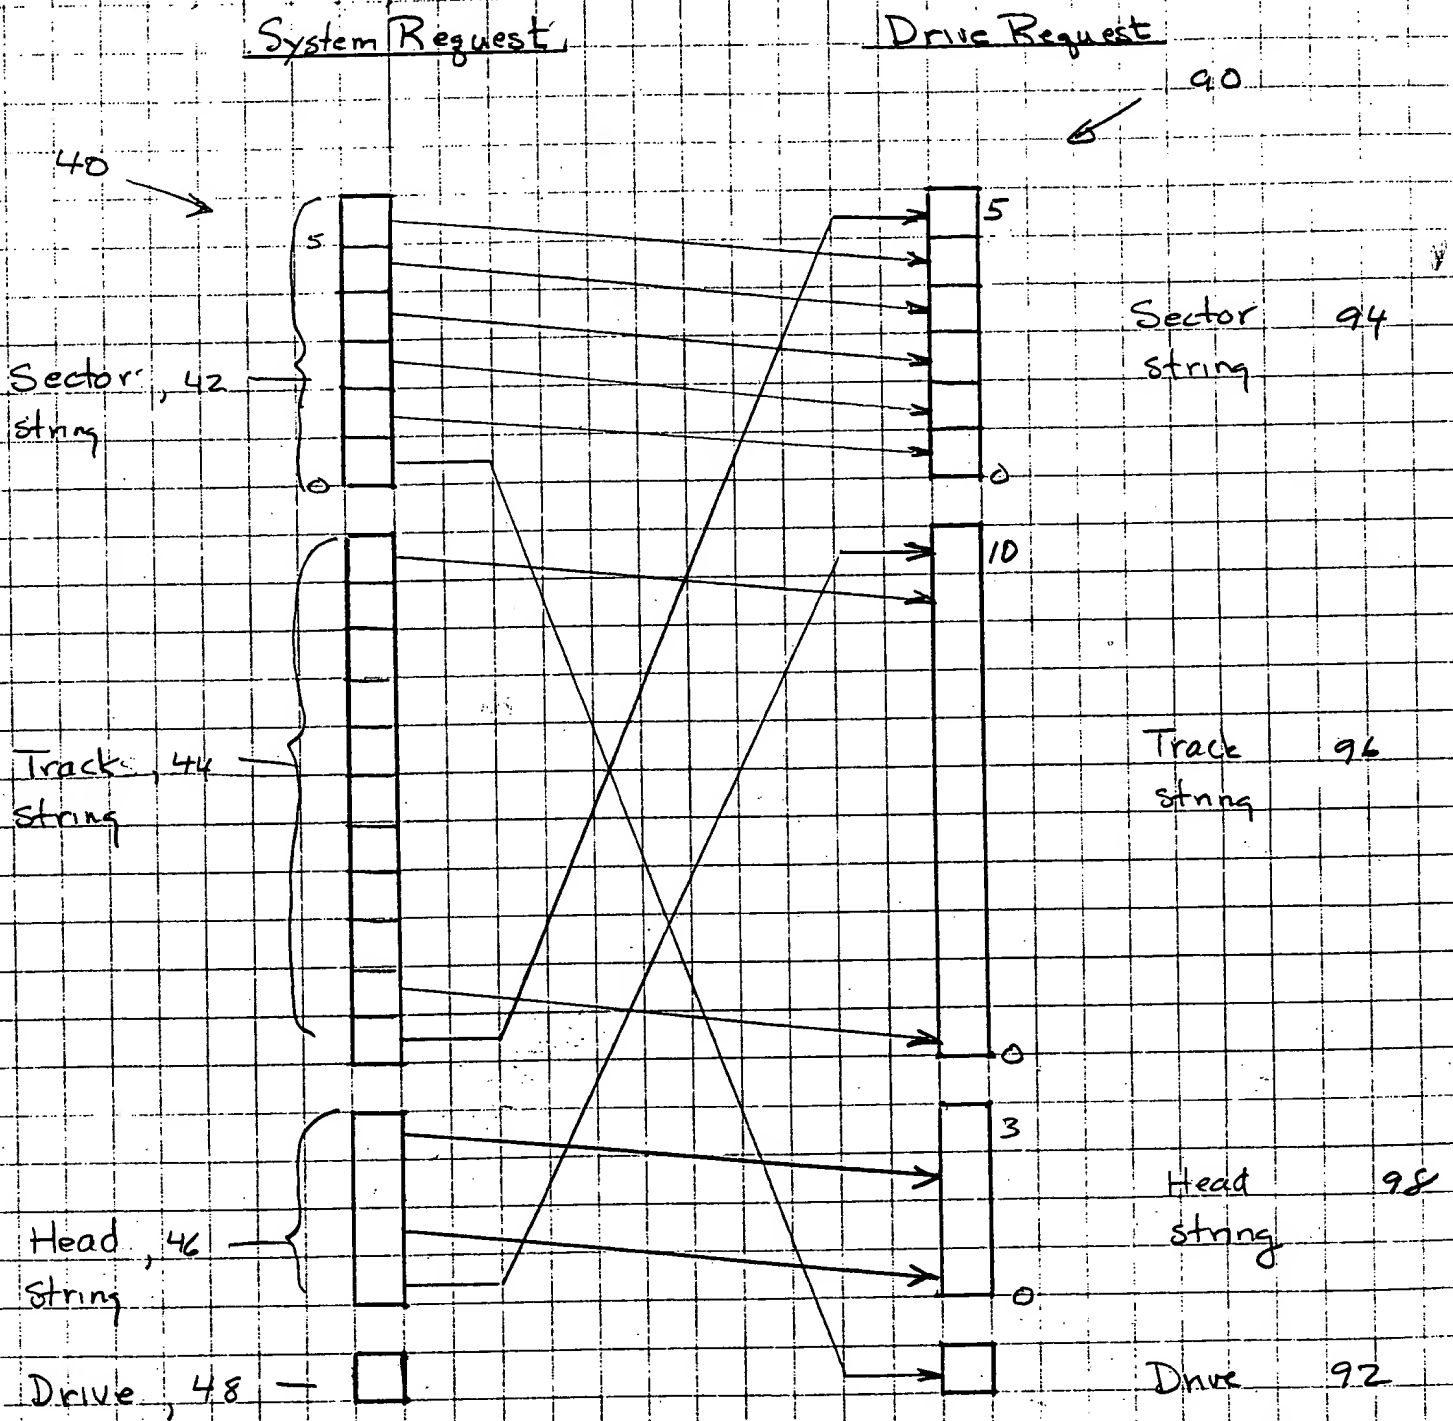 System Request
Drive Request
90
40
5
5
Sector 94
string
Sector, 42
string
0
0
10
Track, 44
string
Track 96
string
0
3
Head 98
string
Head, 46
string
0
Drive, 48
Drive 92